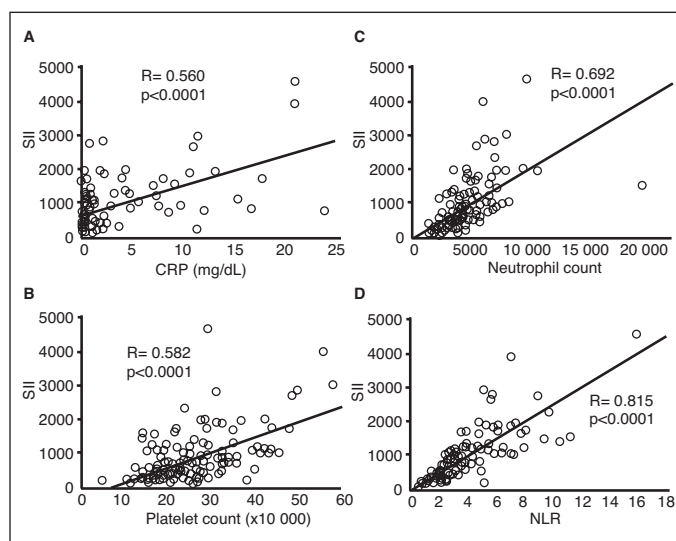 A
R= 0.560
p<0.0001
SII
5000
4000
3000
2000
1000
0
0 5 10 15 20 25
CRP (mg/dL)
B
R= 0.582
p<0.0001
SII
5000
4000
3000
2000
1000
0
0 10 20 30 40 50 60
Platelet count (x10 000)
C
R= 0.692
p<0.0001
SII
5000
4000
3000
2000
1000
0
0 5000 10 000 15 000 20 000
Neutrophil count
D
R= 0.815
p<0.0001
SII
5000
4000
3000
2000
1000
0
0 2 4 6 8 10 12 14 16 18
NLR